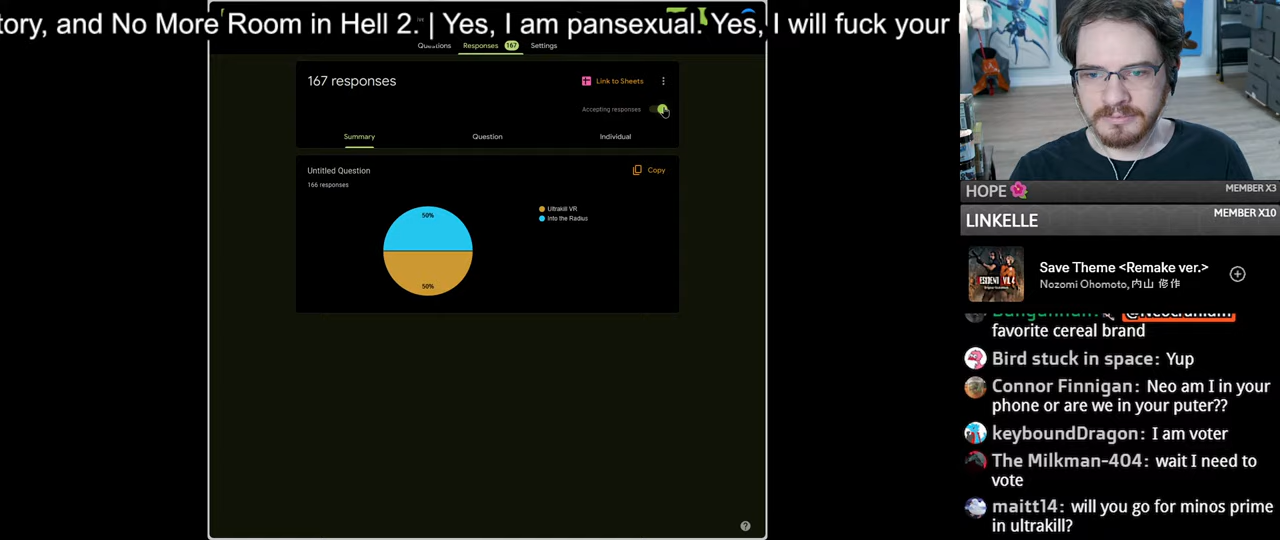 tory, and No More Room in Hell 2. | Yes, I am pansexual. Yes, I will fuck your
Questions
Responses 167
Settings
167 responses
Link to Sheets
Accepting responses
Summary
Question
Individual
Untitled Question
Copy
166 responses
50%
50%
Ultrakill VR
Into the Radius
HOPE
MEMBER X3
LINKELLE
MEMBER X10
Save Theme <Remake ver.>
Nozomi Ohomoto, 内山 修作
@Neocranium
favorite cereal brand
Bird stuck in space: Yup
Connor Finnigan: Neo am I in your
phone or are we in your puter??
keyboundDragon: I am voter
The Milkman-404: wait I need to
vote
maitt14: will you go for minos prime
in ultrakill?